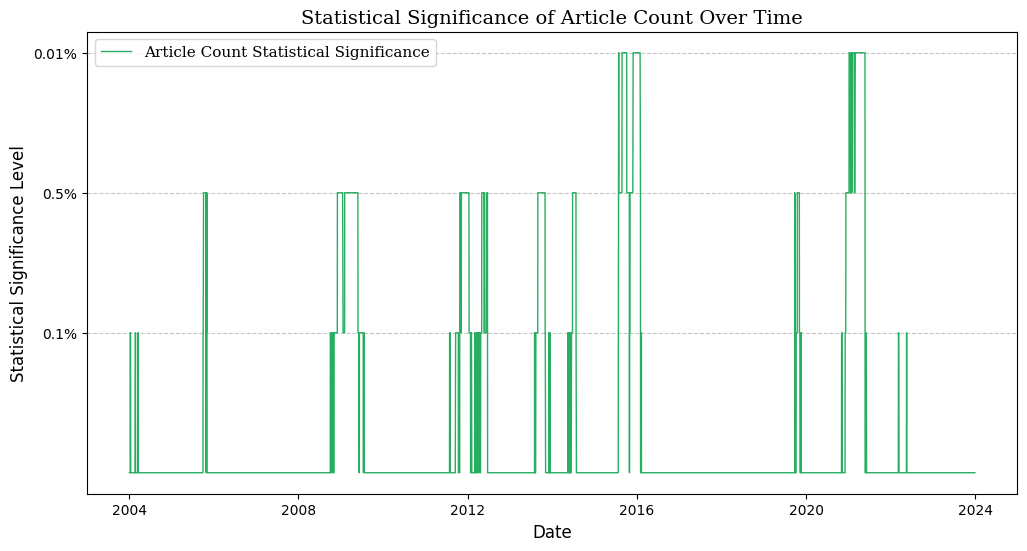 Statistical Significance of Article Count Over Time
Article Count Statistical Significance
Statistical Significance Level
0.01%
0.5%
0.1%
2004 2008 2012 2016 2020 2024
Date